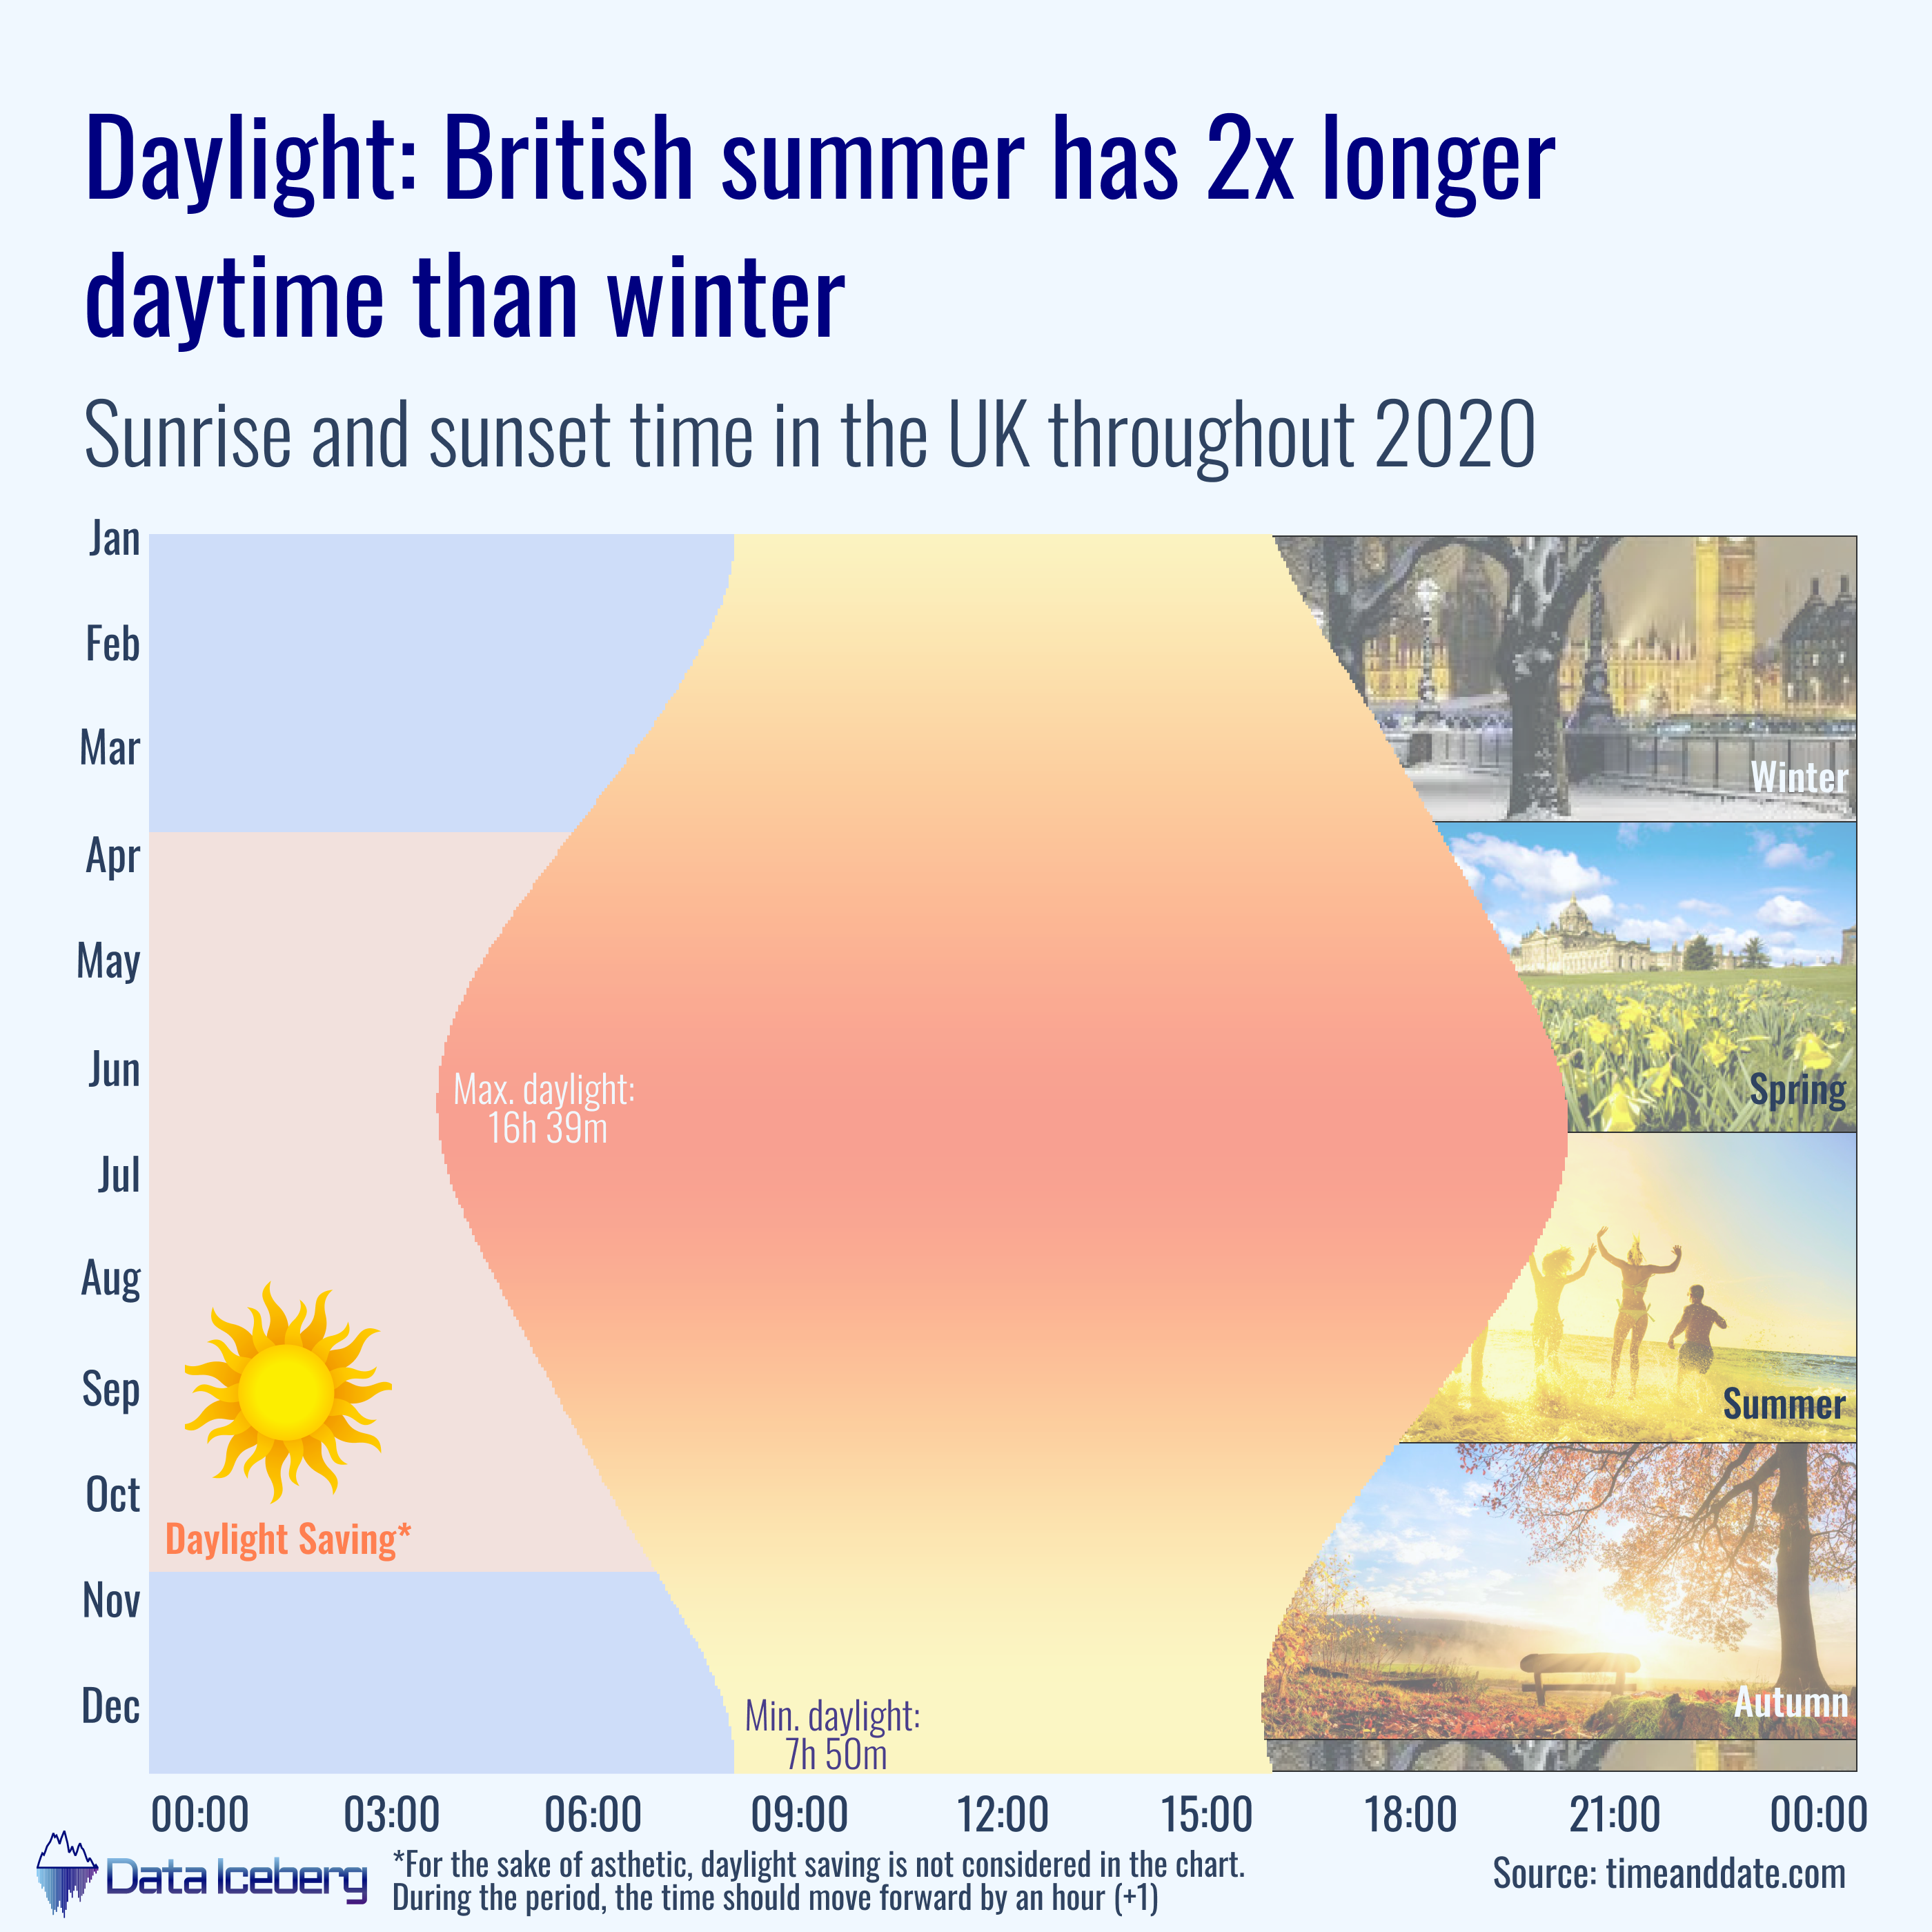 Daylight: British summer has 2x longer
daytime than winter
Sunrise and sunset time in the UK throughout 2020
Jan
Feb
Mar
Winter
Apr
May
Jun
Max. daylight:
16h 39m
Spring
Jul
Aug
Sep
Summer
Oct
Daylight Saving*
Nov
Dec
Autumn
Min. daylight:
7h 50m
00:00 03:00 06:00 09:00 12:00 15:00 18:00 21:00 00:00
Data Iceberg
*For the sake of asthetic, daylight saving is not considered in the chart.
During the period, the time should move forward by an hour (+1)
Source: timeanddate.com